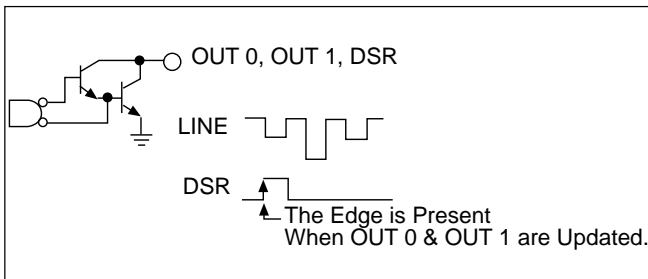 OUT 0, OUT 1, DSR
LINE
DSR
The Edge is Present
When OUT 0 & OUT 1 are Updated.